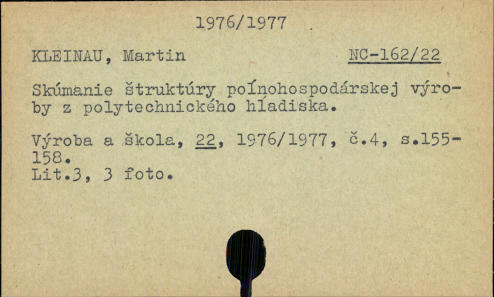 1976/1977
KLEINAU, Martin NC-162/22
Skúmanie štruktúry poľnohospodárskej výro-
by z polytechnického hľadiska.
Výroba a škola, 22, 1976/1977, č.4, s.155-
158.
Lit.3, 3 foto.